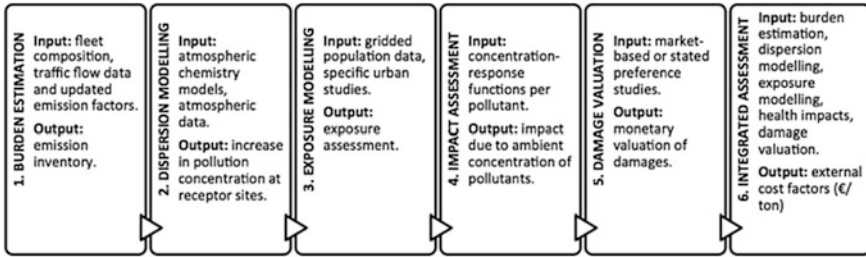 1. BURDEN ESTIMATION
Input: fleet
composition,
traffic flow data
and updated
emission factors.
Output:
emission
inventory.
2. DISPERSION MODELLING
Input:
atmospheric
chemistry
models,
atmospheric
data.
Output: increase
in pollution
concentration at
receptor sites.
3. EXPOSURE MODELLING
Input: gridded
population data,
specific urban
studies.
Output:
exposure
assessment.
4. IMPACT ASSESSMENT
Input:
concentration-
response
functions per
pollutant.
Output: impact
due to ambient
concentration of
pollutants.
5. DAMAGE VALUATION
Input: market-
based or stated
preference
studies.
Output:
monetary
valuation of
damages.
6. INTEGRATED ASSESSMENT
Input: burden
estimation,
dispersion
modelling,
exposure
modelling,
health impacts,
damage
valuation.
Output: external
cost factors (€/
ton)